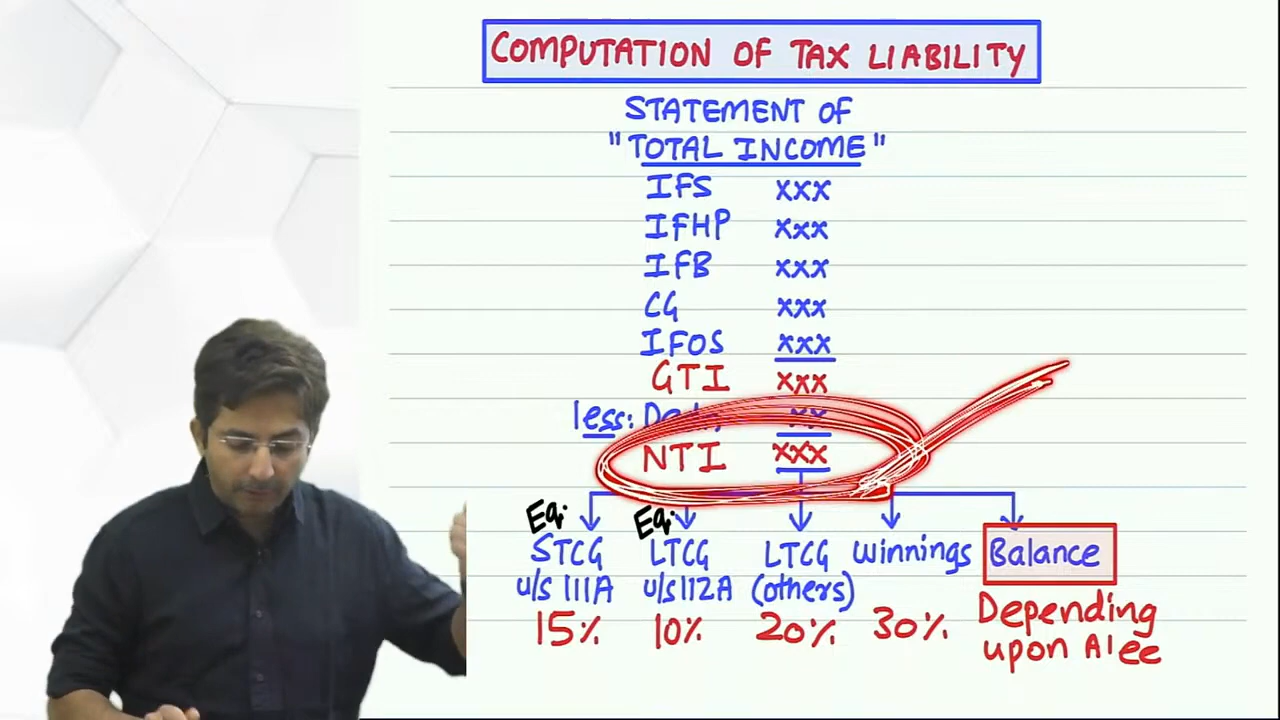 COMPUTATION OF TAX LIABILITY
STATEMENT OF
"TOTAL INCOME"
IFS xxx
IFHP xxx
IFB xxx
CG xxx
IFOS xxx
GTI xxx
less: xx
NTI xxx
Eq. Eq.
STCG LTCG LTCG winnings Balance
u/s 111A u/s 112A (others)
15% 10% 20% 30% Depending
upon A'ee